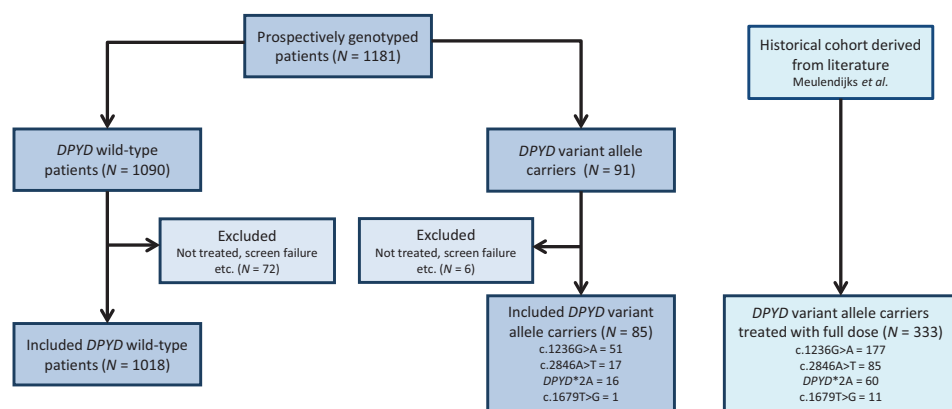 Prospectively genotyped
patients (N = 1181)
Historical cohort derived
from literature
Meulendijks et al.
DPYD wild-type
patients (N = 1090)
DPYD variant allele
carriers (N = 91)
Excluded
Not treated, screen failure
etc. (N = 72)
Excluded
Not treated, screen failure
etc. (N = 6)
Included DPYD wild-type
patients (N = 1018)
Included DPYD variant
allele carriers (N = 85)
c.1236G>A = 51
c.2846A>T = 17
DPYD*2A = 16
c.1679T>G = 1
DPYD variant allele carriers
treated with full dose (N = 333)
c.1236G>A = 177
c.2846A>T = 85
DPYD*2A = 60
c.1679T>G = 11